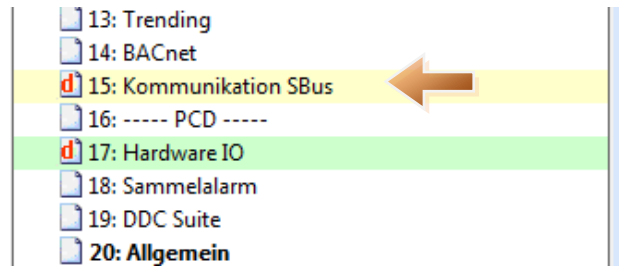 13: Trending
14: BACnet
d 15: Kommunikation SBus
16: ----- PCD -----
d 17: Hardware IO
18: Sammelalarm
19: DDC Suite
20: Allgemein